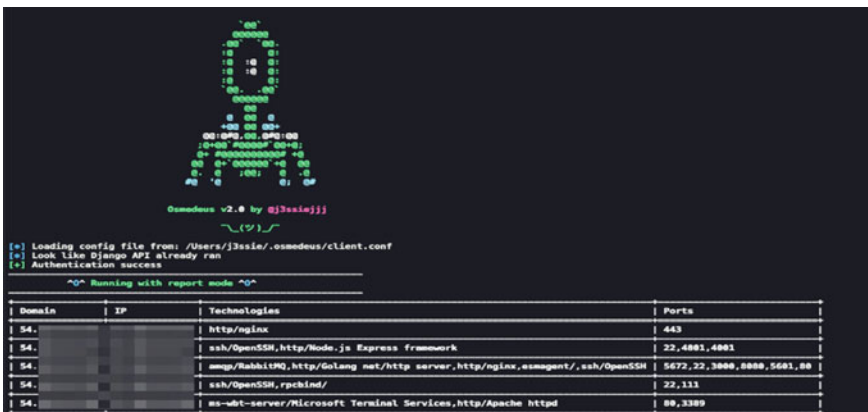 Osmedeus v2.0 by @j3ssiejjj
¯\_(ツ)_/¯
[+] Loading config file from: /Users/j3ssie/.osmedeus/client.conf
[+] Look like Django API already ran
[+] Authentication success
^O^ Running with report mode ^O^
| Domain | IP | Technologies | Ports |
| 54. | http/nginx | 443 |
| 54. | ssh/OpenSSH,http/Node.js Express framework | 22,4801,4001 |
| 54. | amqp/RabbitMQ,http/Golang net/http server,http/nginx,esmagent/,ssh/OpenSSH | 5672,22,3000,8080,5601,80 |
| 54. | ssh/OpenSSH,rpcbind/ | 22,111 |
| 54. | ms-wbt-server/Microsoft Terminal Services,http/Apache httpd | 80,3389 |